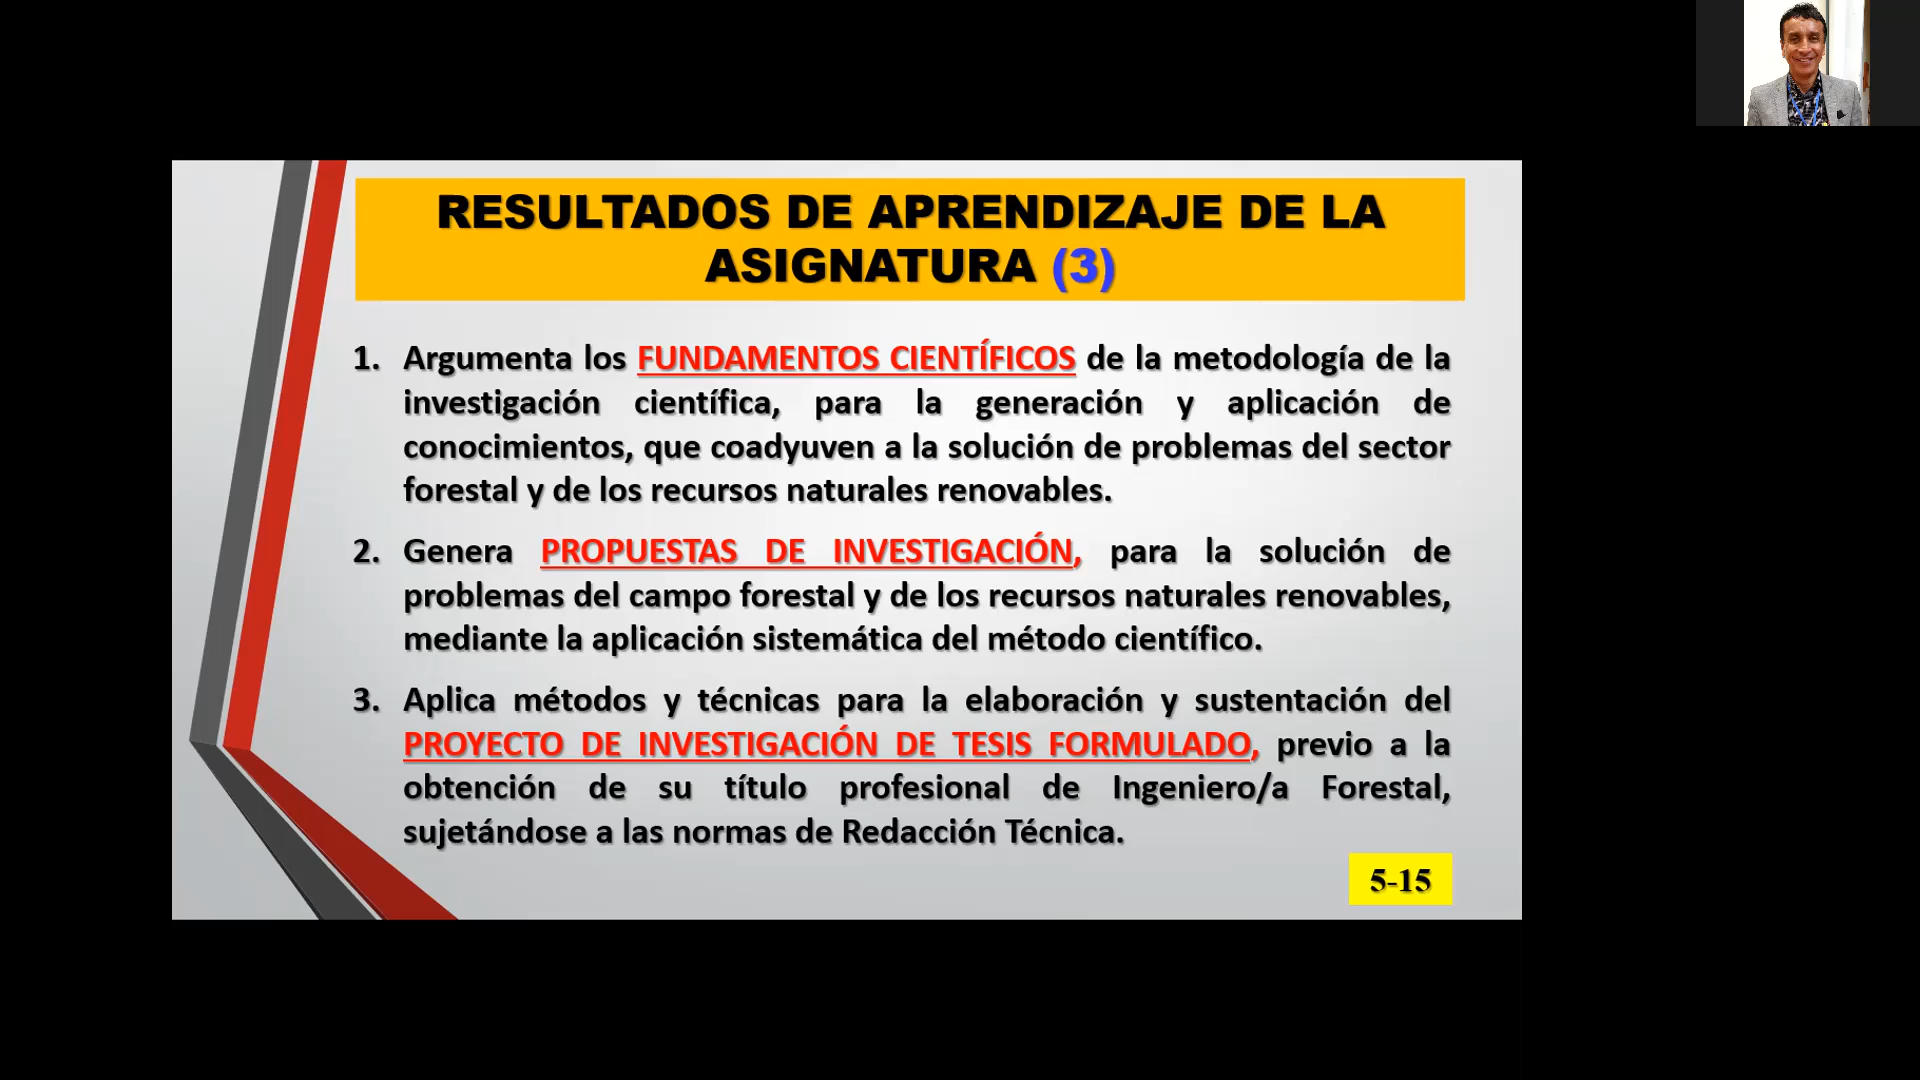 RESULTADOS DE APRENDIZAJE DE LA
ASIGNATURA (3)
1. Argumenta los FUNDAMENTOS CIENTÍFICOS de la metodología de la
investigación científica, para la generación y aplicación de
conocimientos, que coadyuven a la solución de problemas del sector
forestal y de los recursos naturales renovables.
2. Genera PROPUESTAS DE INVESTIGACIÓN, para la solución de
problemas del campo forestal y de los recursos naturales renovables,
mediante la aplicación sistemática del método científico.
3. Aplica métodos y técnicas para la elaboración y sustentación del
PROYECTO DE INVESTIGACIÓN DE TESIS FORMULADO, previo a la
obtención de su título profesional de Ingeniero/a Forestal,
sujetándose a las normas de Redacción Técnica.
5-15